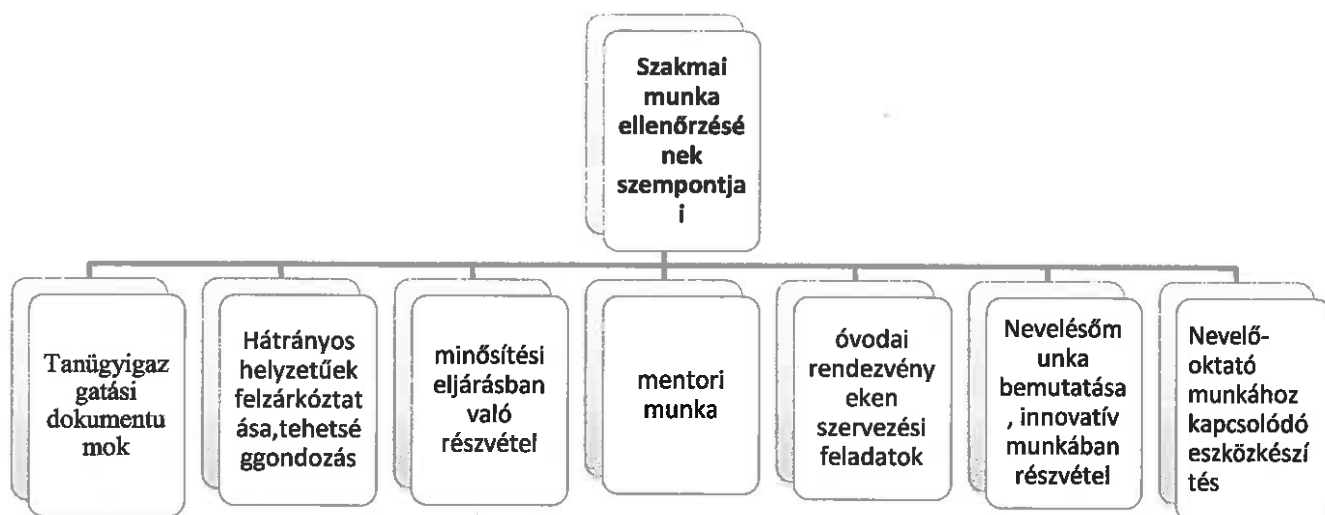 Szakmai
munka
ellenőrzésé
nek
szempontja
i
Tanügyigaz
gatási
dokumentu
mok
Hátrányos
helyzetűek
felzárkóztat
ása,tehetsé
ggondozás
minősítési
eljárásban
való
részvétel
mentori
munka
óvodai
rendezvény
eken
szervezési
feladatok
Nevelésőm
unka
bemutatása
, innovatív
munkában
részvétel
Nevelő-
oktató
munkához
kapcsolódó
eszközkészí
tés